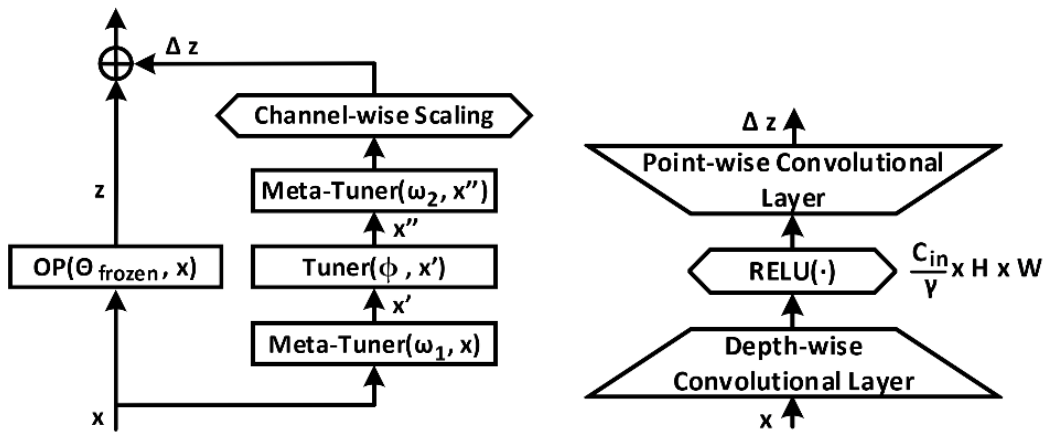 Δ z
Channel-wise Scaling
Meta-Tuner(ω₂, x″)
z
x″
OP(Θ frozen, x)
Tuner(ϕ , x′)
x′
Meta-Tuner(ω₁, x)
x
Δ z
Point-wise Convolutional
Layer
RELU(·)
C_in/γ x H x W
Depth-wise
Convolutional Layer
x